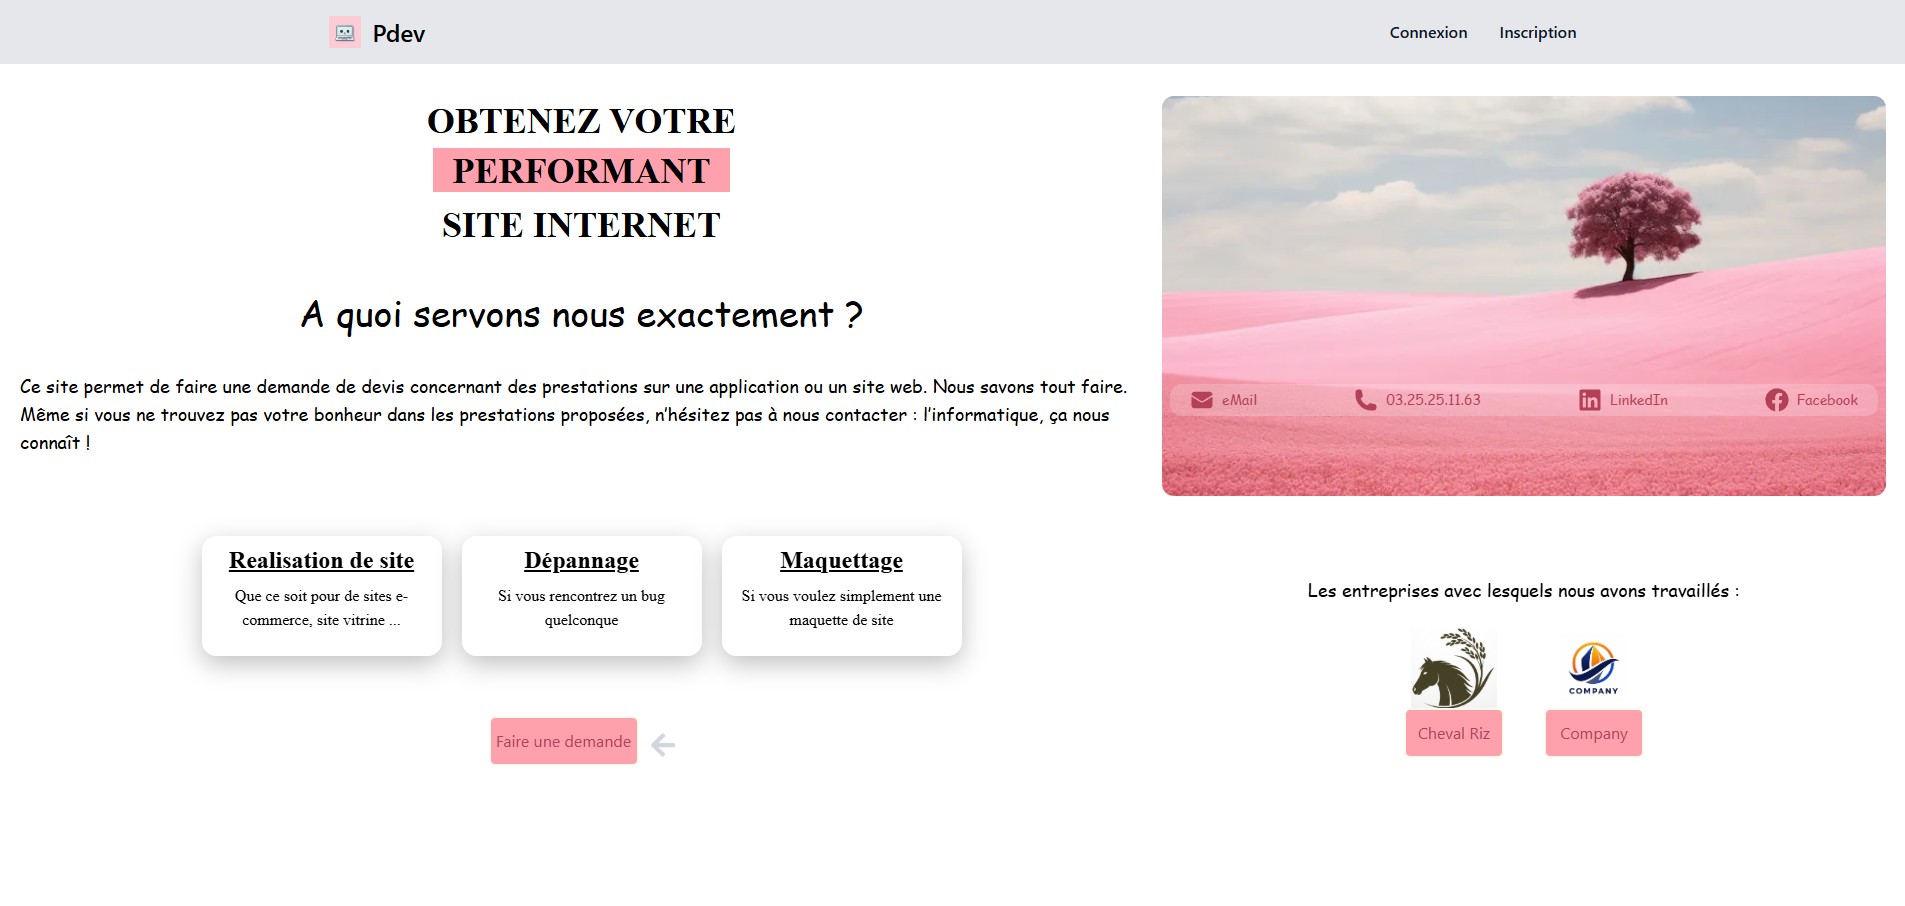 Pdev
Connexion
Inscription
OBTENEZ VOTRE
PERFORMANT
SITE INTERNET
A quoi servons nous exactement ?
Ce site permet de faire une demande de devis concernant des prestations sur une application ou un site web. Nous savons tout faire.
Même si vous ne trouvez pas votre bonheur dans les prestations proposées, n'hésitez pas à nous contacter : l'informatique, ça nous
connaît !
eMail
03.25.25.11.63
LinkedIn
Facebook
Realisation de site
Que ce soit pour de sites e-
commerce, site vitrine ...
Dépannage
Si vous rencontrez un bug
quelconque
Maquettage
Si vous voulez simplement une
maquette de site
Faire une demande
Les entreprises avec lesquels nous avons travaillés :
COMPANY
Cheval Riz
Company